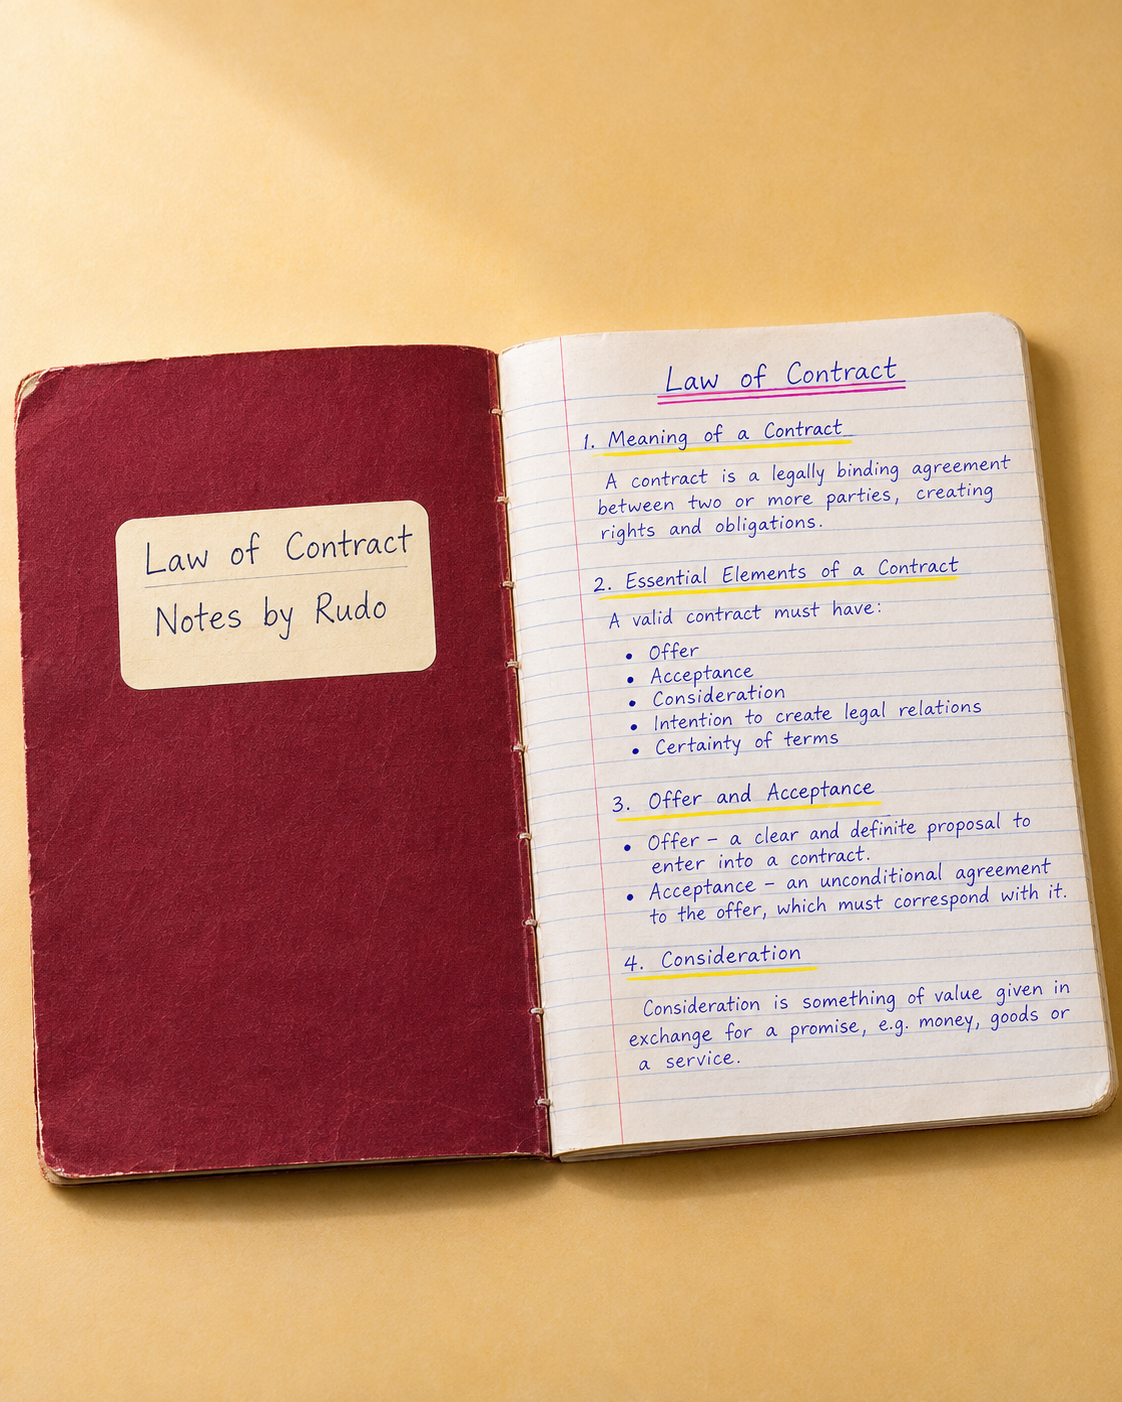 Law of Contract
Notes by Rudo
Law of Contract
1. Meaning of a Contract
A contract is a legally binding agreement
between two or more parties, creating
rights and obligations.
2. Essential Elements of a Contract
A valid contract must have:
• Offer
• Acceptance
• Consideration
• Intention to create legal relations
• Certainty of terms
3. Offer and Acceptance
• Offer – a clear and definite proposal to
enter into a contract.
• Acceptance – an unconditional agreement
to the offer, which must correspond with it.
4. Consideration
Consideration is something of value given in
exchange for a promise, e.g. money, goods or
a service.